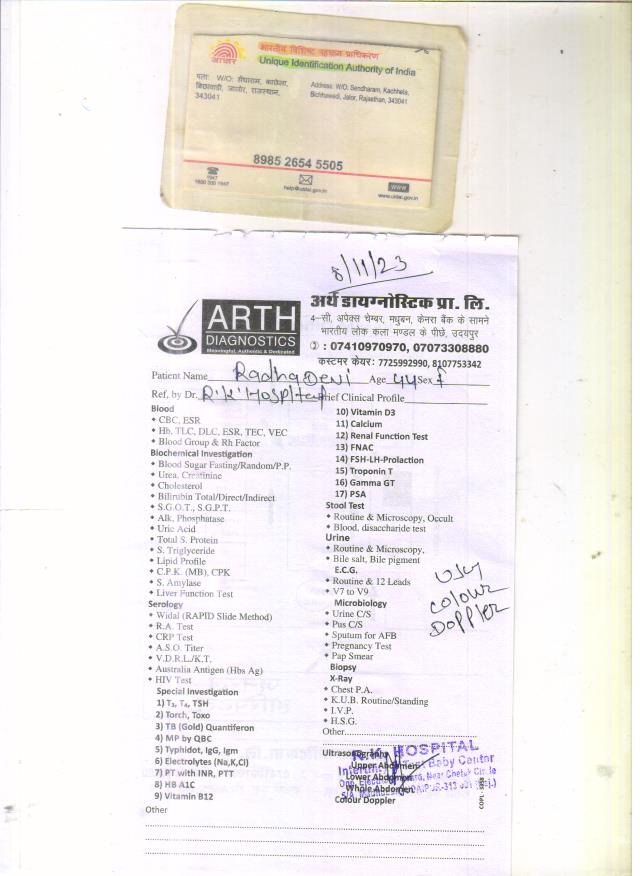 आधार
भारतीय विशिष्ट पहचान प्राधिकरण
Unique Identification Authority of India
पता: W/O: सेंधाराम, काछेला,
बिछावाडी, जालोर, राजस्थान,
343041
Address: W/O: Sendharam, Kachhela,
Bichhawadi, Jalor, Rajasthan, 343041
8985 2654 5505
1947
1800 300 1947
help@uidai.gov.in
www
www.uidai.gov.in
8/11/23
ARTH
DIAGNOSTICS
Meaningful, Authentic & Dedicated
अर्थ डायग्नोस्टिक प्रा. लि.
4-सी, अपेक्स चेम्बर, मधुबन, केनरा बैंक के सामने
भारतीय लोक कला मण्डल के पीछे, उदयपुर
: 07410970970, 07073308880
कस्टमर केयर: 7725992990, 8107753342
Patient Name Radha Devi Age 44 Sex F
Ref, by Dr. R.K. Hospital Brief Clinical Profile
Blood
CBC, ESR
Hb, TLC, DLC, ESR, TEC, VEC
Blood Group & Rh Factor
Biochemical Investigation
Blood Sugar Fasting/Random/P.P.
Urea, Creatinine
Cholesterol
Bilirubin Total/Direct/Indirect
S.G.O.T., S.G.P.T.
Alk, Phosphatase
Uric Acid
Total S. Protein
S. Triglyceride
Lipid Profile
C.P.K. (MB), CPK
S. Amylase
Liver Function Test
Serology
Widal (RAPID Slide Method)
R.A. Test
CRP Test
A.S.O. Titer
V.D.R.L./K.T.
Australia Antigen (Hbs Ag)
HIV Test
Special Investigation
1) T3, T4, TSH
2) Torch, Toxo
3) TB (Gold) Quantiferon
4) MP by QBC
5) Typhidot, IgG, Igm
6) Electrolytes (Na,K,Cl)
7) PT with INR, PTT
8) HB A1C
9) Vitamin B12
Other
10) Vitamin D3
11) Calcium
12) Renal Function Test
13) FNAC
14) FSH-LH-Prolaction
15) Troponin T
16) Gamma GT
17) PSA
Stool Test
Routine & Microscopy, Occult
Blood, disaccharide test
Urine
Routine & Microscopy,
Bile salt, Bile pigment
E.C.G.
Routine & 12 Leads
V7 to V9
Microbiology
Urine C/S
Pus C/S
Sputum for AFB
Pregnancy Test
Pap Smear
Biopsy
X-Ray
Chest P.A.
K.U.B. Routine/Standing
I.V.P.
H.S.G.
Other
Ultrasonography
Upper Abdomen
Lower Abdomen
Whole Abdomen
Colour Doppler
Colour
Doppler
R.K. HOSPITAL
Test Baby Center
Near Chetak Circle